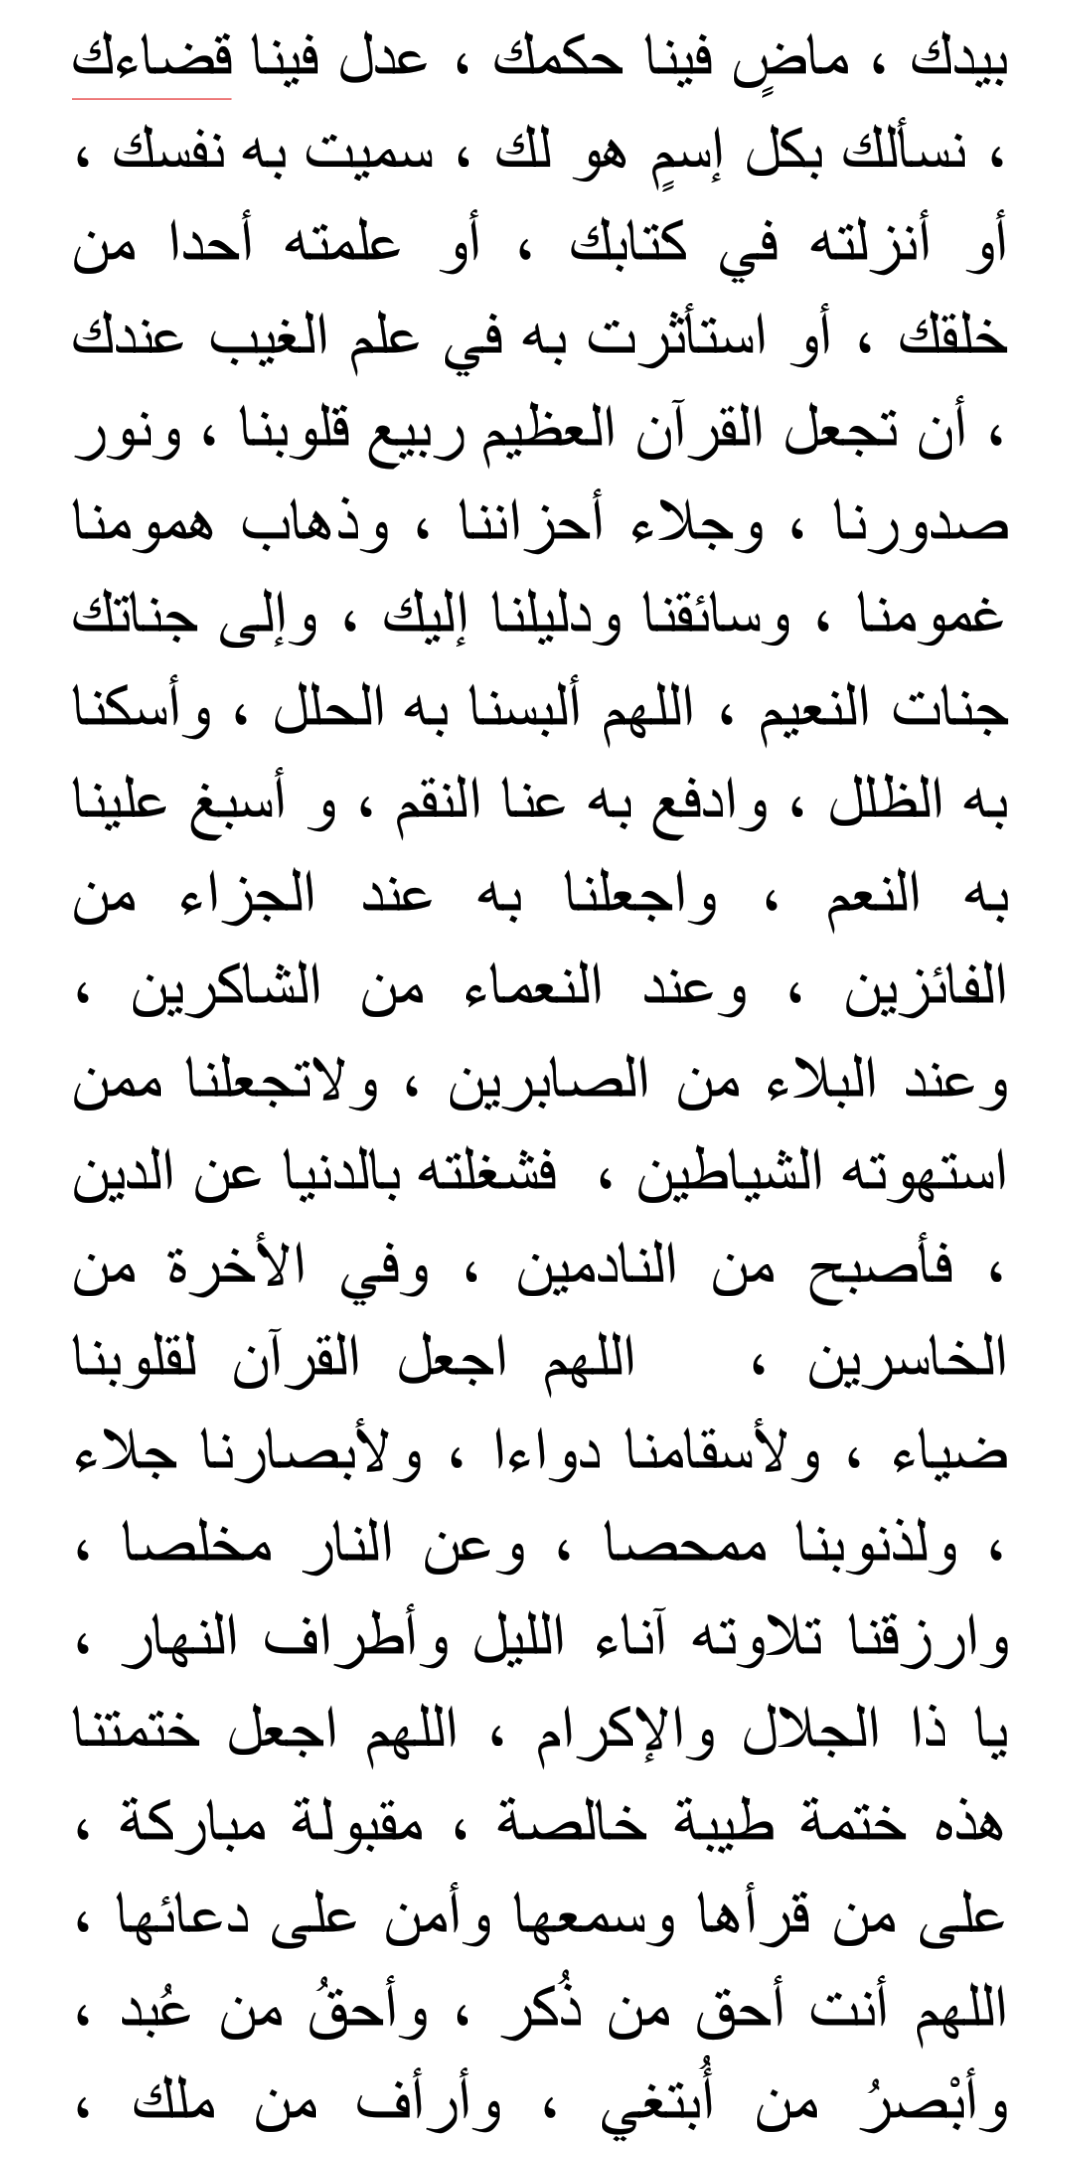 بيدك ، ماضٍ فينا حكمك ، عدل فينا قضاءك
، نسألك بكل إسمٍ هو لك ، سميت به نفسك ،
أو أنزلته في كتابك ، أو علمته أحدا من
خلقك ، أو استأثرت به في علم الغيب عندك
، أن تجعل القرآن العظيم ربيع قلوبنا ، ونور
صدورنا ، وجلاء أحزاننا ، وذهاب همومنا
غمومنا ، وسائقنا ودليلنا إليك ، وإلى جناتك
جنات النعيم ، اللهم ألبسنا به الحلل ، وأسكنا
به الظلل ، وادفع به عنا النقم ، و أسبغ علينا
به النعم ، واجعلنا به عند الجزاء من
الفائزين ، وعند النعماء من الشاكرين ،
وعند البلاء من الصابرين ، ولاتجعلنا ممن
استهوته الشياطين ، فشغلته بالدنيا عن الدين
، فأصبح من النادمين ، وفي الأخرة من
الخاسرين ، اللهم اجعل القرآن لقلوبنا
ضياء ، ولأسقامنا دواءا ، ولأبصارنا جلاء
، ولذنوبنا ممحصا ، وعن النار مخلصا ،
وارزقنا تلاوته آناء الليل وأطراف النهار ،
يا ذا الجلال والإكرام ، اللهم اجعل ختمتنا
هذه ختمة طيبة خالصة ، مقبولة مباركة ،
على من قرأها وسمعها وأمن على دعائها ،
اللهم أنت أحق من ذُكر ، وأحقُ من عُبد ،
وأبْصرُ من أُبتغي ، وأرأف من ملك ،